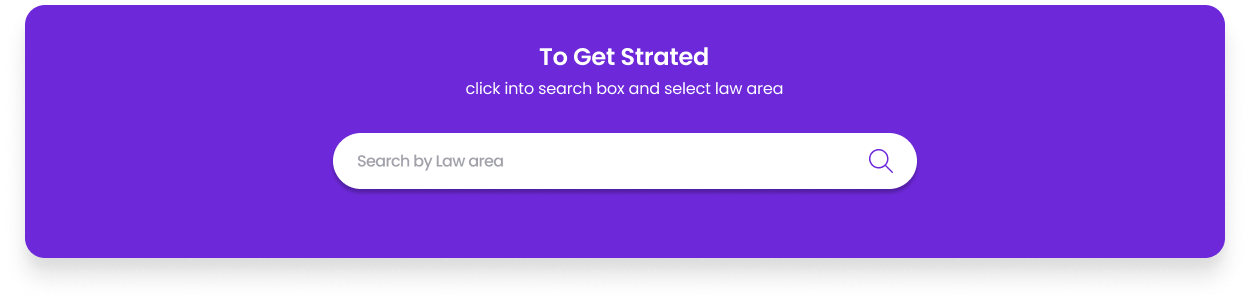 To Get Strated
click into search box and select law area
Search by Law area